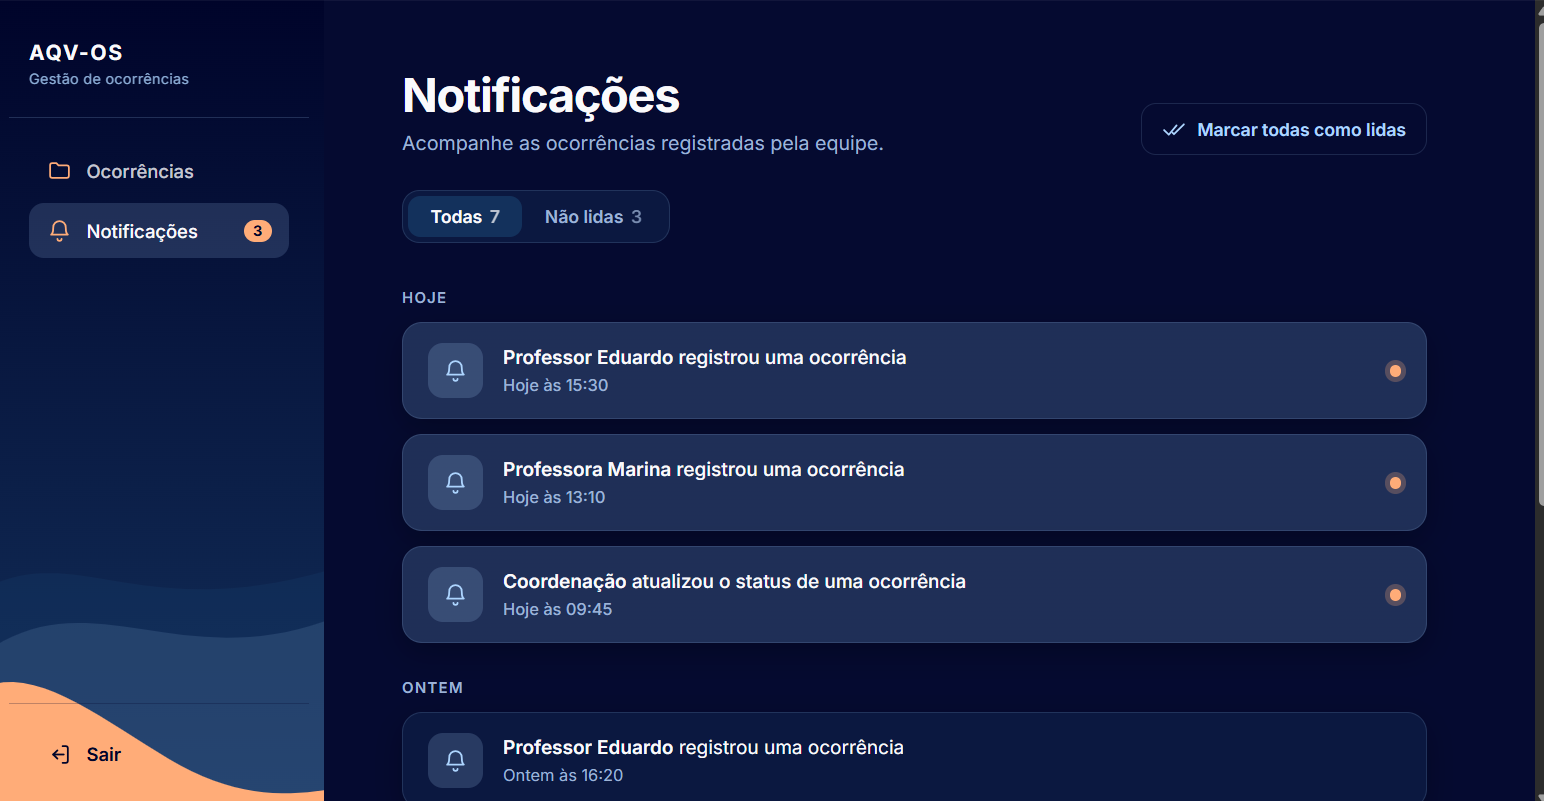 AQV-OS
Gestão de ocorrências
Ocorrências
Notificações 3
Sair
Notificações
Acompanhe as ocorrências registradas pela equipe.
Marcar todas como lidas
Todas 7 Não lidas 3
HOJE
Professor Eduardo registrou uma ocorrência
Hoje às 15:30
Professora Marina registrou uma ocorrência
Hoje às 13:10
Coordenação atualizou o status de uma ocorrência
Hoje às 09:45
ONTEM
Professor Eduardo registrou uma ocorrência
Ontem às 16:20